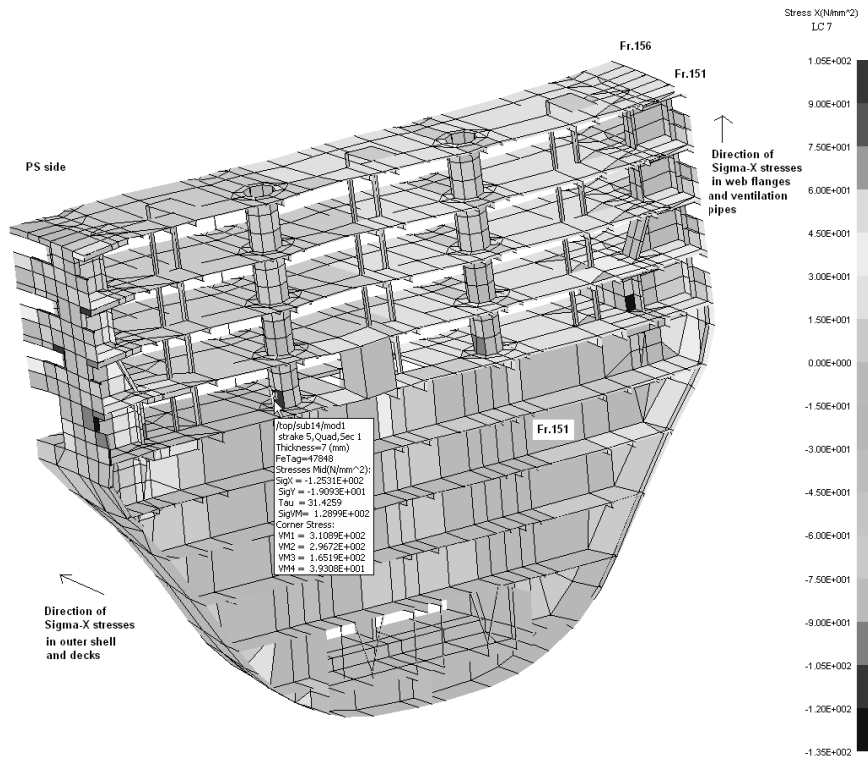 Stress X(N/mm^2)
LC 7
Fr.156
Fr.151
PS side
Direction of
Sigma-X stresses
in web flanges
and ventilation
pipes
1.05E+002
9.00E+001
7.50E+001
6.00E+001
4.50E+001
3.00E+001
1.50E+001
0.00E+000
-1.50E+001
-3.00E+001
-4.50E+001
-6.00E+001
-7.50E+001
-9.00E+001
-1.05E+002
-1.20E+002
-1.35E+002
/top/sub14/mod1
strake 5,Quad,Sec 1
Thickness=7 (mm)
FeTag=47848
Stresses Mid(N/mm^2):
SigX = -1.2531E+002
SigY = -1.9093E+001
Tau = 31.4259
SigVM= 1.2899E+002
Corner Stress:
VM1 = 3.1089E+002
VM2 = 2.9672E+002
VM3 = 1.6519E+002
VM4 = 3.9308E+001
Fr.151
Direction of
Sigma-X stresses
in outer shell
and decks